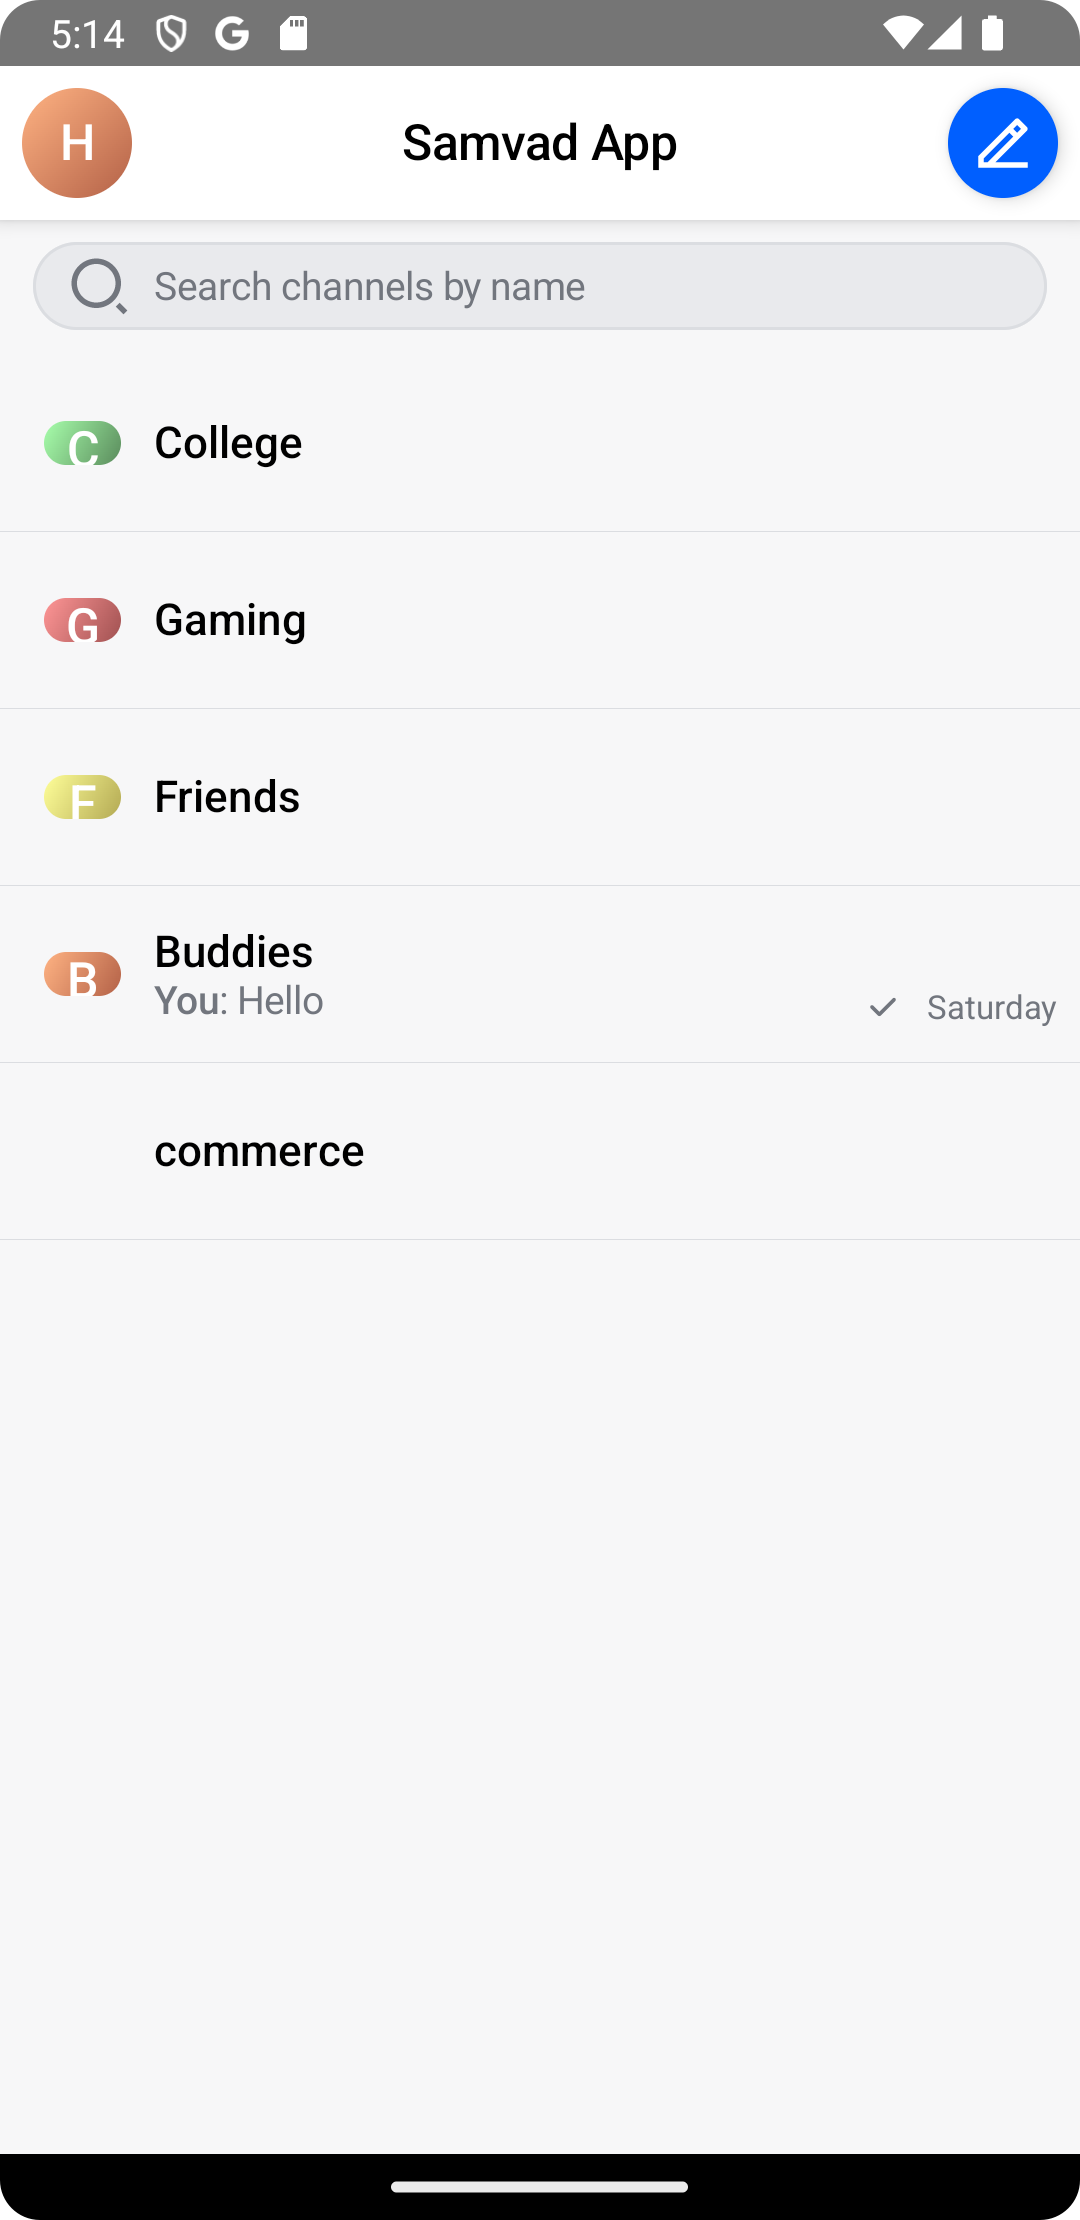 5:14
H
Samvad App
Search channels by name
C
College
G
Gaming
F
Friends
B
Buddies
You: Hello
Saturday
commerce